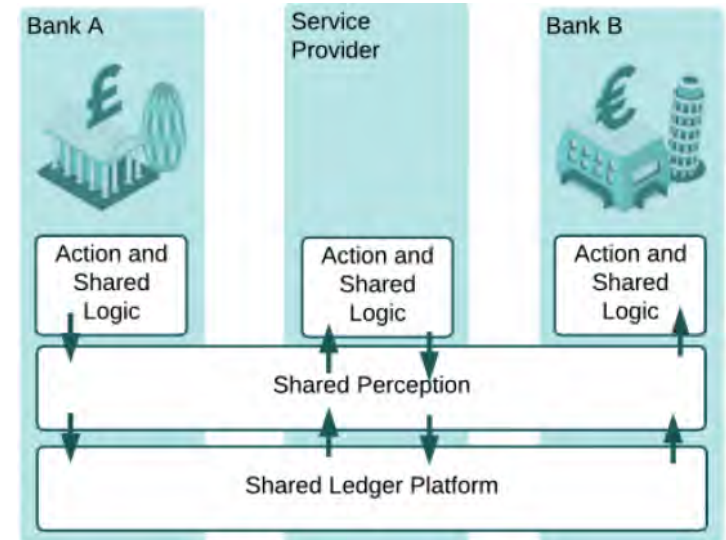 Bank A
Service
Provider
Bank B
£
€
Action and
Shared
Logic
Action and
Shared
Logic
Action and
Shared
Logic
Shared Perception
Shared Ledger Platform